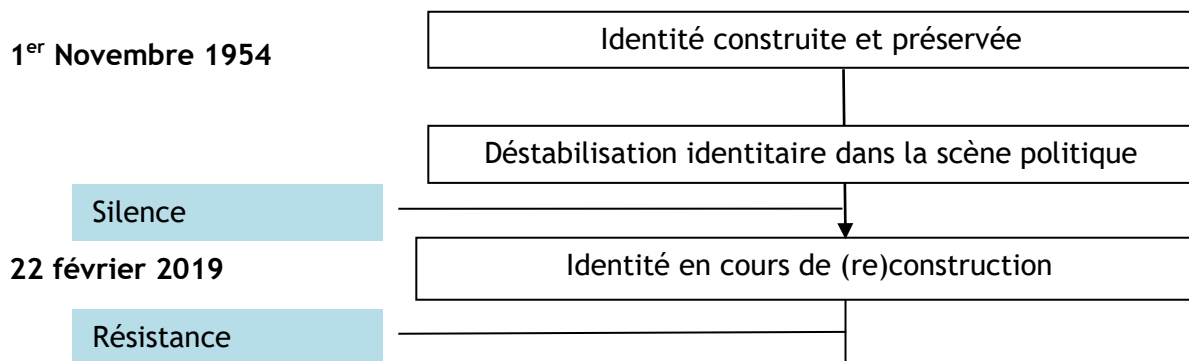 1er Novembre 1954
Identité construite et préservée
Déstabilisation identitaire dans la scène politique
Silence
22 février 2019
Identité en cours de (re)construction
Résistance